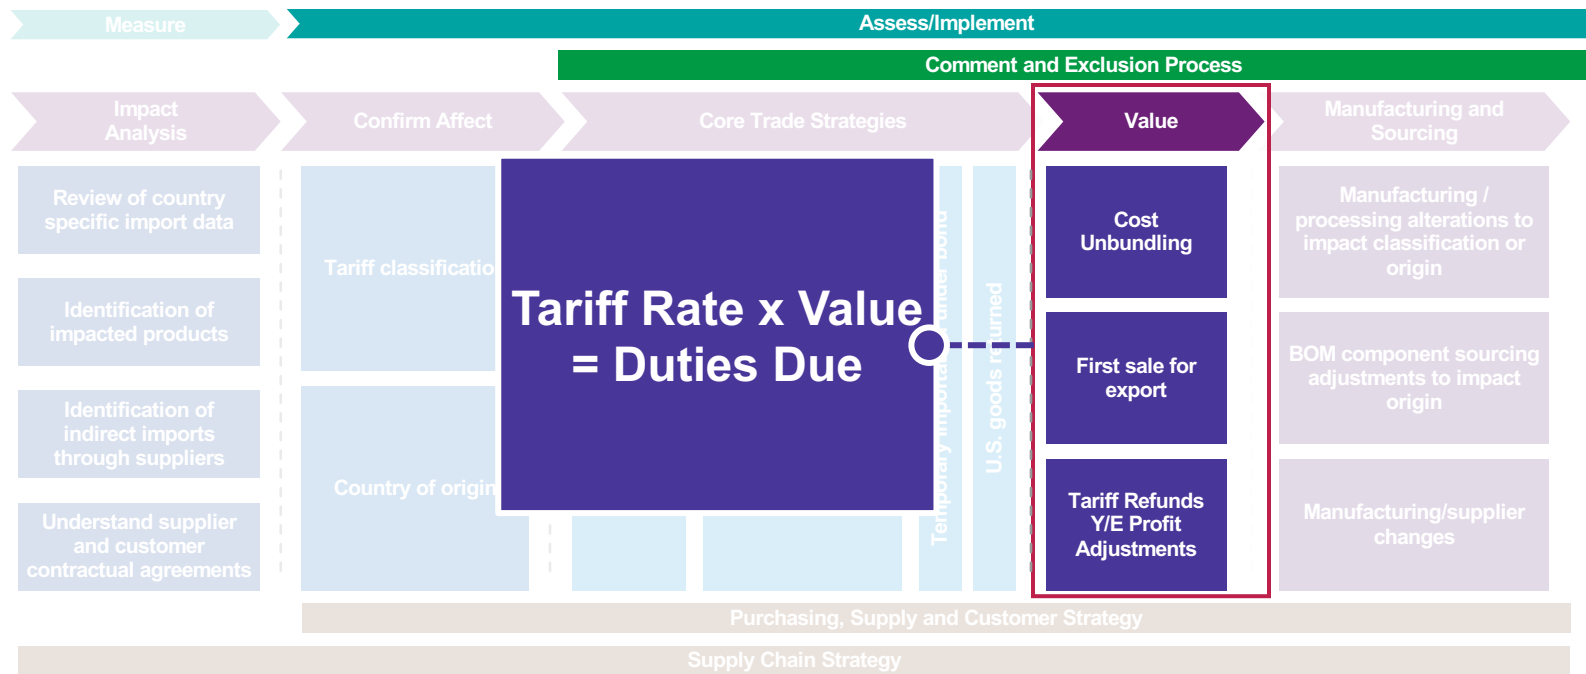 Measure
Assess/Implement
Comment and Exclusion Process
Impact
Analysis
Confirm Affect
Core Trade Strategies
Value
Manufacturing and
Sourcing
Review of country
specific import data
Identification of
impacted products
Identification of
indirect imports
through suppliers
Understand supplier
and customer
contractual agreements
Tariff classificatio
Country of origin
Tariff Rate x Value
= Duties Due
Temporary importation under bond
U.S. goods returned
Cost
Unbundling
First sale for
export
Tariff Refunds
Y/E Profit
Adjustments
Manufacturing /
processing alterations to
impact classification or
origin
BOM component sourcing
adjustments to impact
origin
Manufacturing/supplier
changes
Purchasing, Supply and Customer Strategy
Supply Chain Strategy